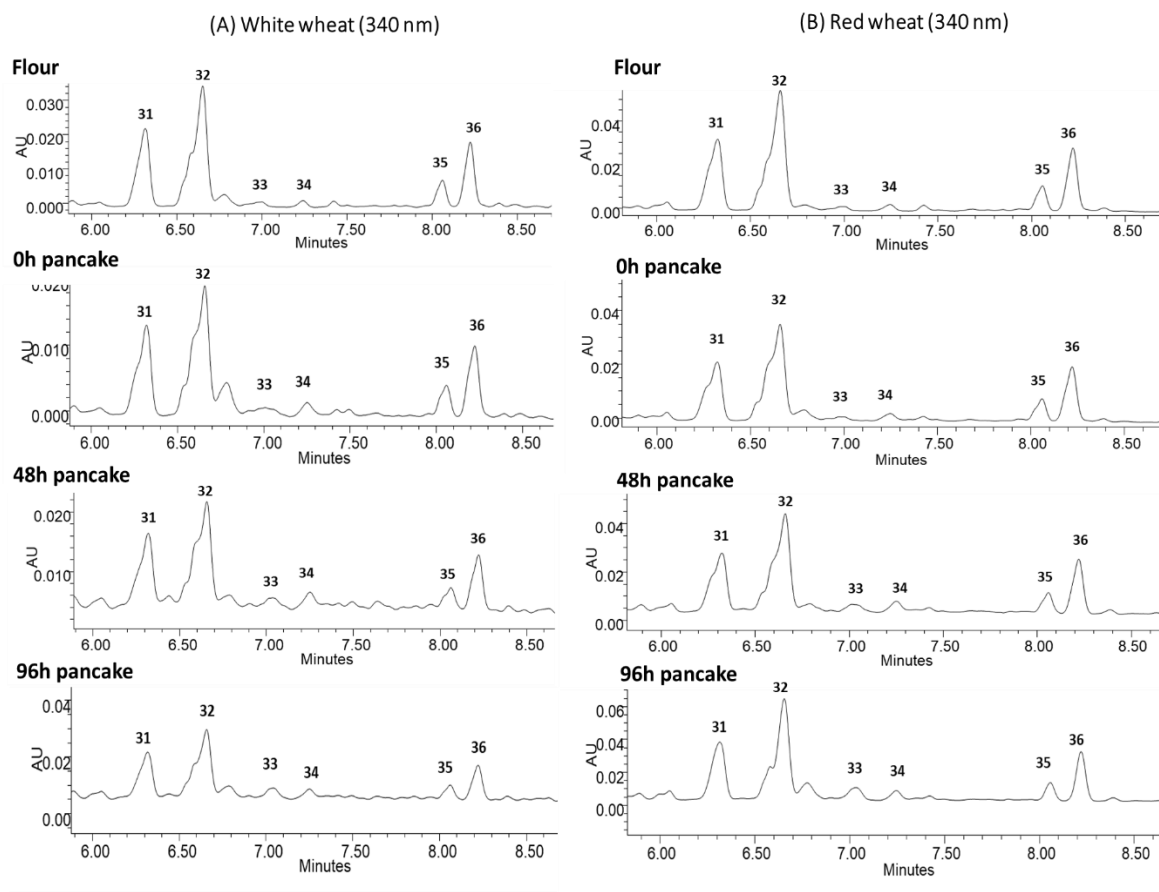 (A) White wheat (340 nm)
Flour
0.030
0.020
0.010
0.000
AU
31
32
33
34
35
36
6.00 6.50 7.00 7.50 8.00 8.50
Minutes
0h pancake
0.020
0.010
0.000
AU
31
32
33
34
35
36
6.00 6.50 7.00 7.50 8.00 8.50
Minutes
48h pancake
0.020
0.010
AU
31
32
33
34
35
36
6.00 6.50 7.00 7.50 8.00 8.50
Minutes
96h pancake
0.04
0.02
0.00
AU
31
32
33
34
35
36
6.00 6.50 7.00 7.50 8.00 8.50
Minutes
(B) Red wheat (340 nm)
Flour
0.04
0.02
0.00
AU
31
32
33
34
35
36
6.00 6.50 7.00 7.50 8.00 8.50
Minutes
0h pancake
0.04
0.02
0.00
AU
31
32
33
34
35
36
6.00 6.50 7.00 7.50 8.00 8.50
Minutes
48h pancake
0.04
0.02
0.00
AU
31
32
33
34
35
36
6.00 6.50 7.00 7.50 8.00 8.50
Minutes
96h pancake
0.06
0.04
0.02
0.00
AU
31
32
33
34
35
36
6.00 6.50 7.00 7.50 8.00 8.50
Minutes